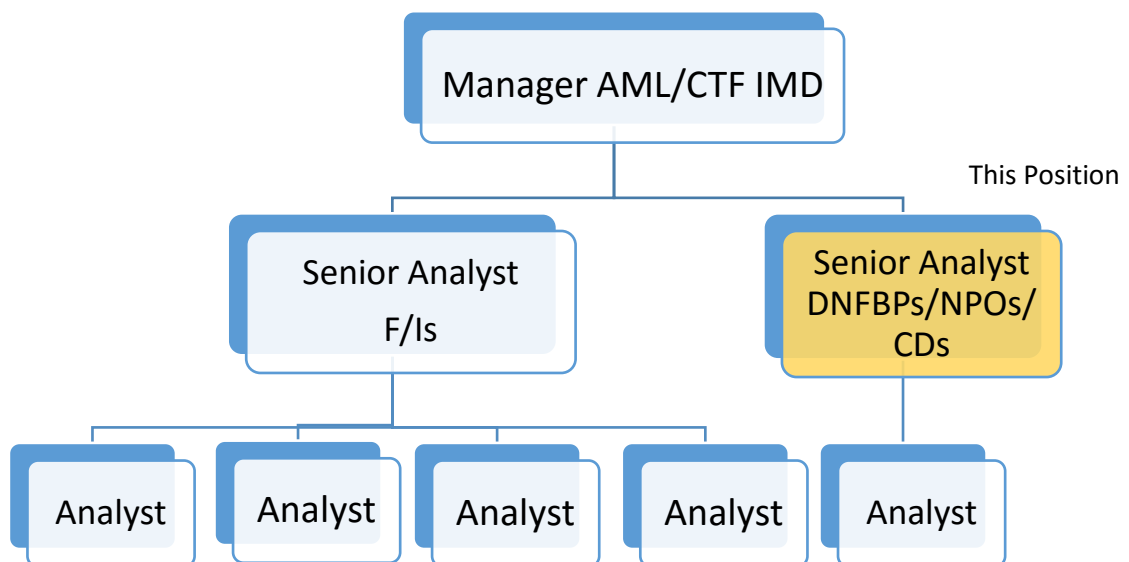 Manager AML/CTF IMD
This Position
Senior Analyst
F/Is
Senior Analyst
DNFBPs/NPOs/
CDs
Analyst
Analyst
Analyst
Analyst
Analyst